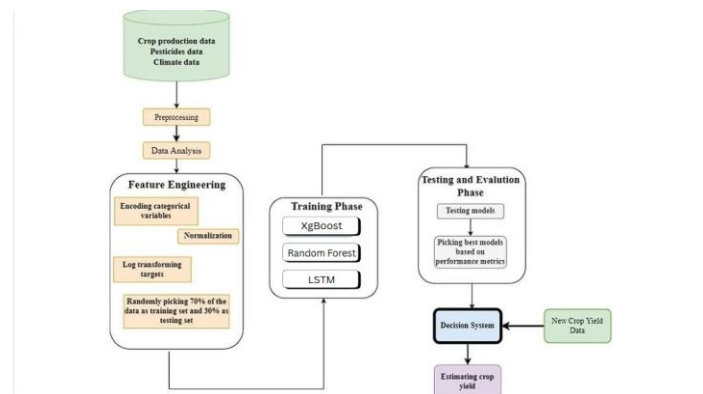 Crop production data
Pesticides data
Climate data
Preprocessing
Data Analysis
Feature Engineering
Encoding categorical
variables
Normalization
Log transforming
targets
Randomly picking 70% of the
data as training set and 30% as
testing set
Training Phase
XgBoost
Random Forest
LSTM
Testing and Evalution
Phase
Testing models
Picking best models
based on
performance metrics
Decision System
New Crop Yield
Data
Estimating crop
yield